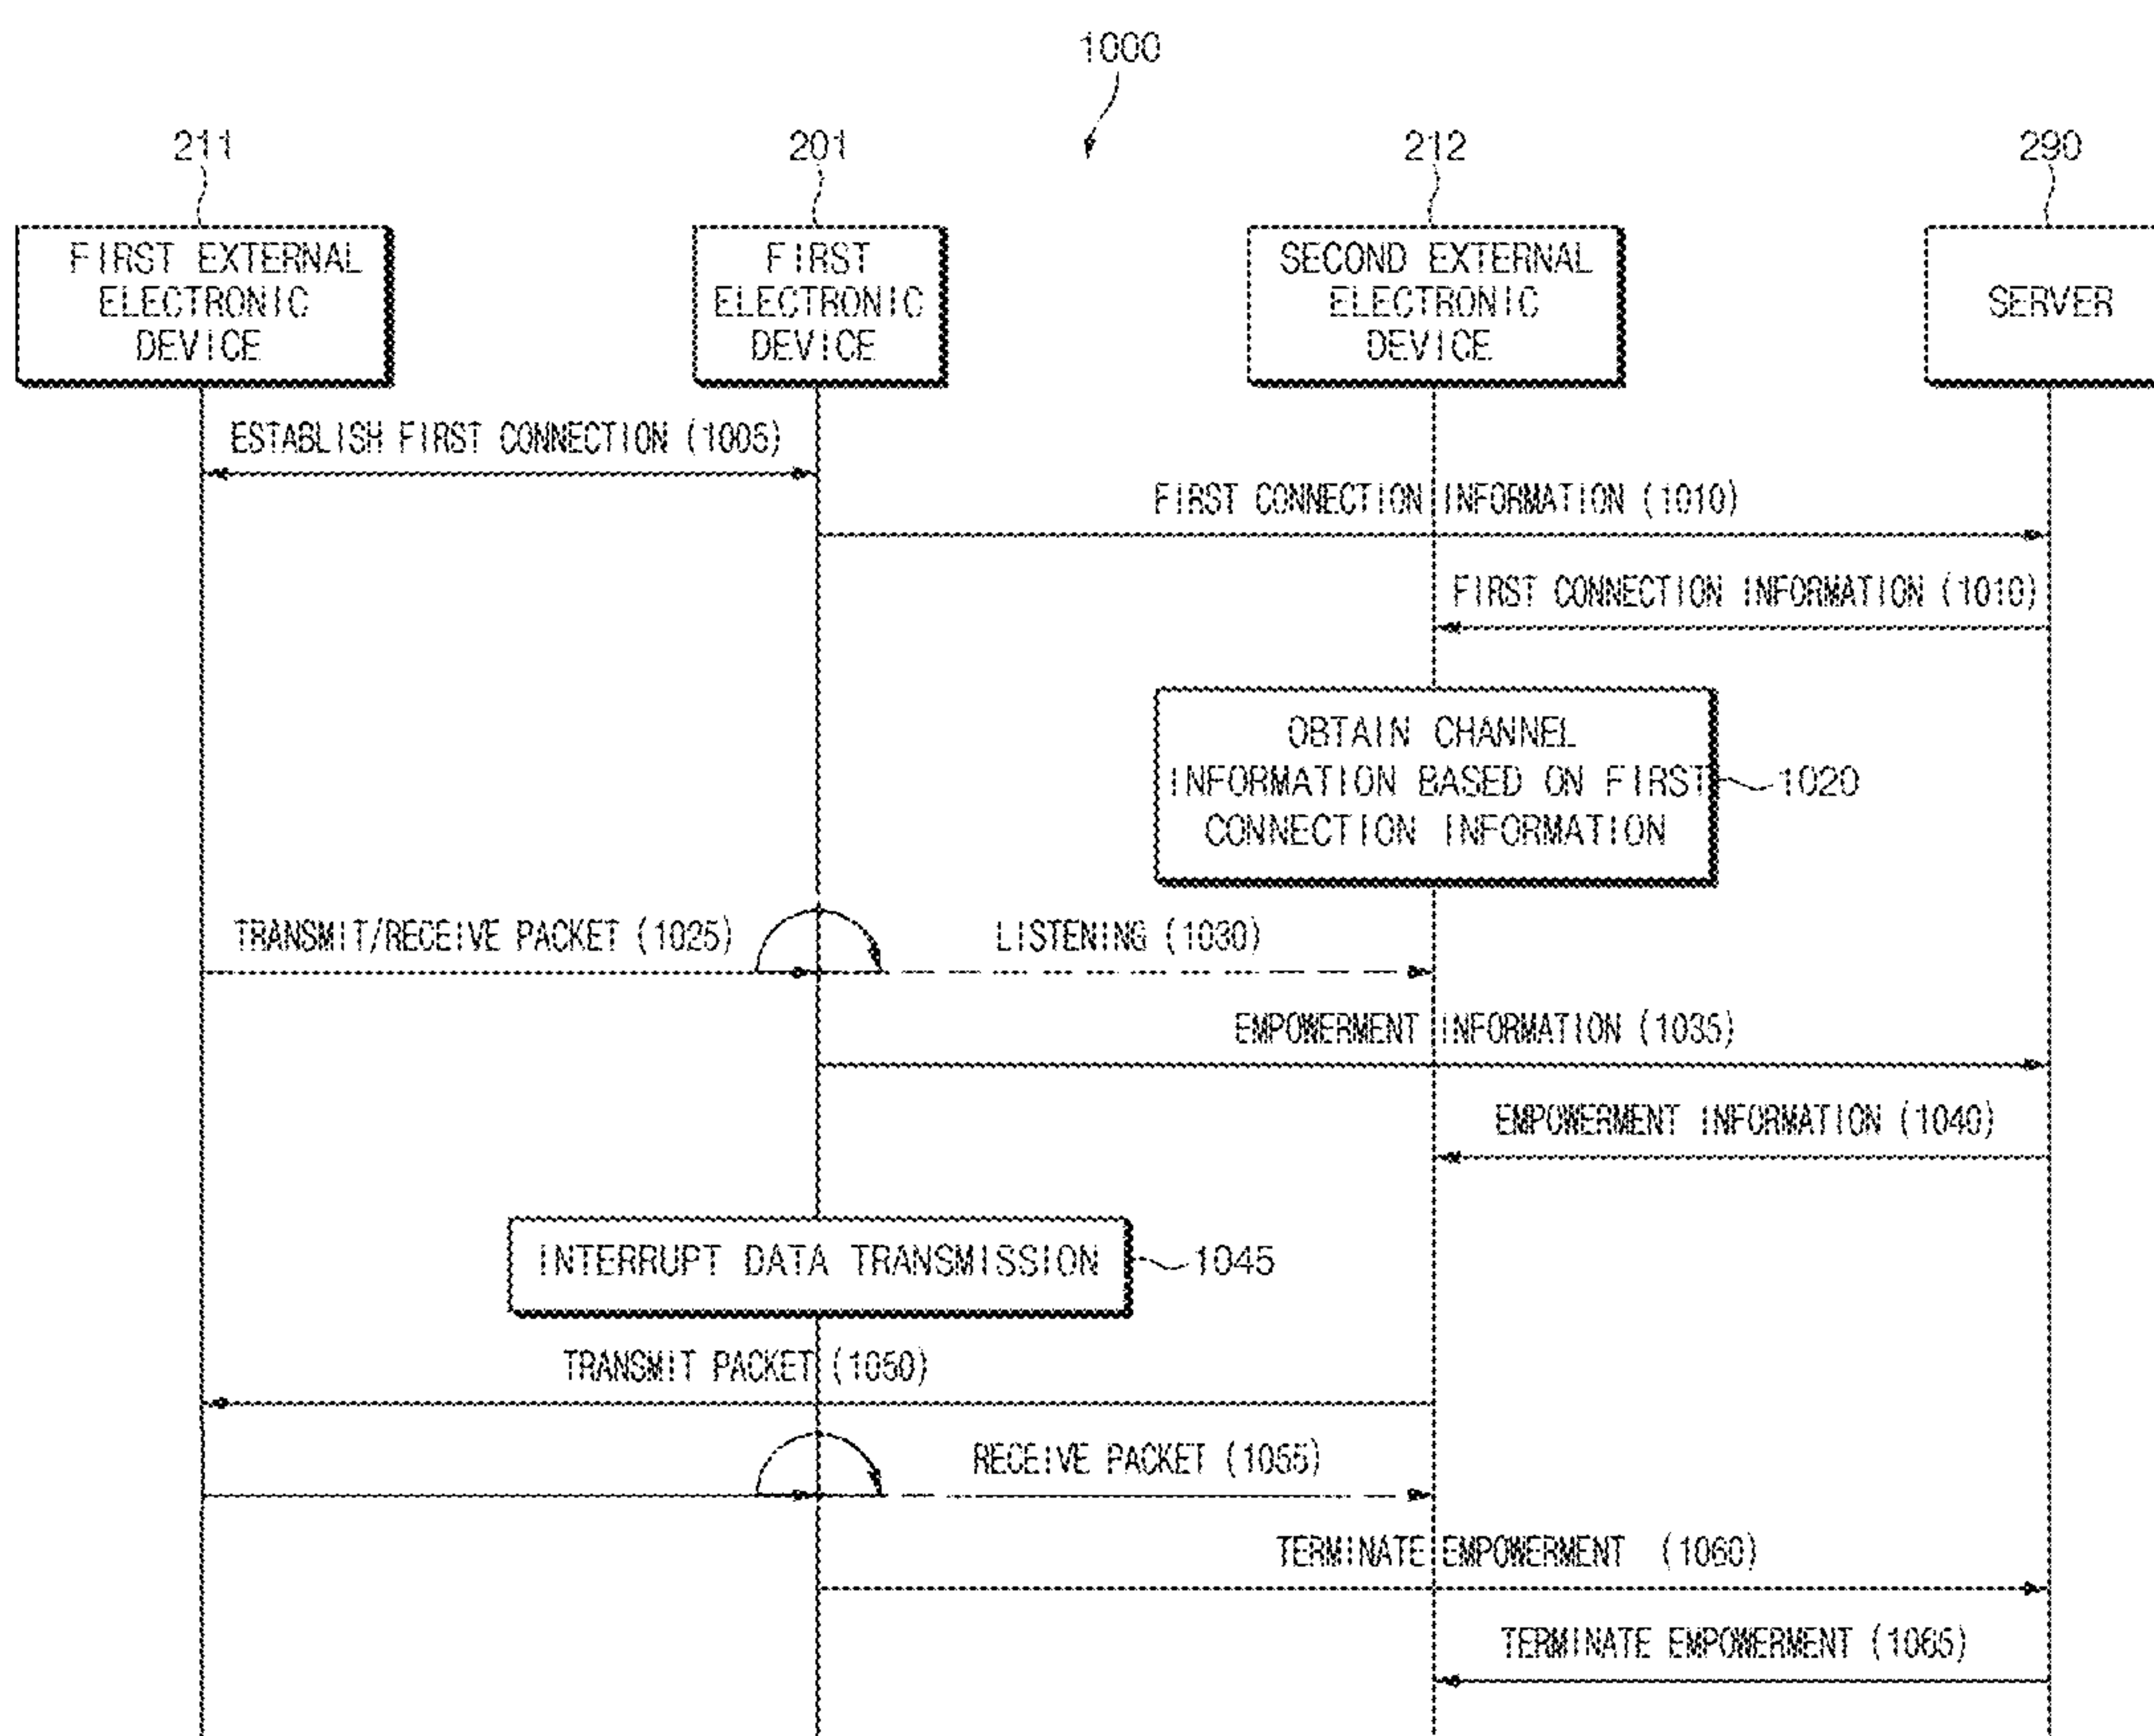 1000
211
201
212
290
FIRST EXTERNAL
ELECTRONIC
DEVICE
FIRST
ELECTRONIC
DEVICE
SECOND EXTERNAL
ELECTRONIC
DEVICE
SERVER
ESTABLISH FIRST CONNECTION (1005)
FIRST CONNECTION INFORMATION (1010)
FIRST CONNECTION INFORMATION (1010)
OBTAIN CHANNEL
INFORMATION BASED ON FIRST
CONNECTION INFORMATION
1020
TRANSMIT/RECEIVE PACKET (1025)
LISTENING (1030)
EMPOWERMENT INFORMATION (1035)
EMPOWERMENT INFORMATION (1040)
INTERRUPT DATA TRANSMISSION
1045
TRANSMIT PACKET (1050)
RECEIVE PACKET (1055)
TERMINATE EMPOWERMENT (1060)
TERMINATE EMPOWERMENT (1065)